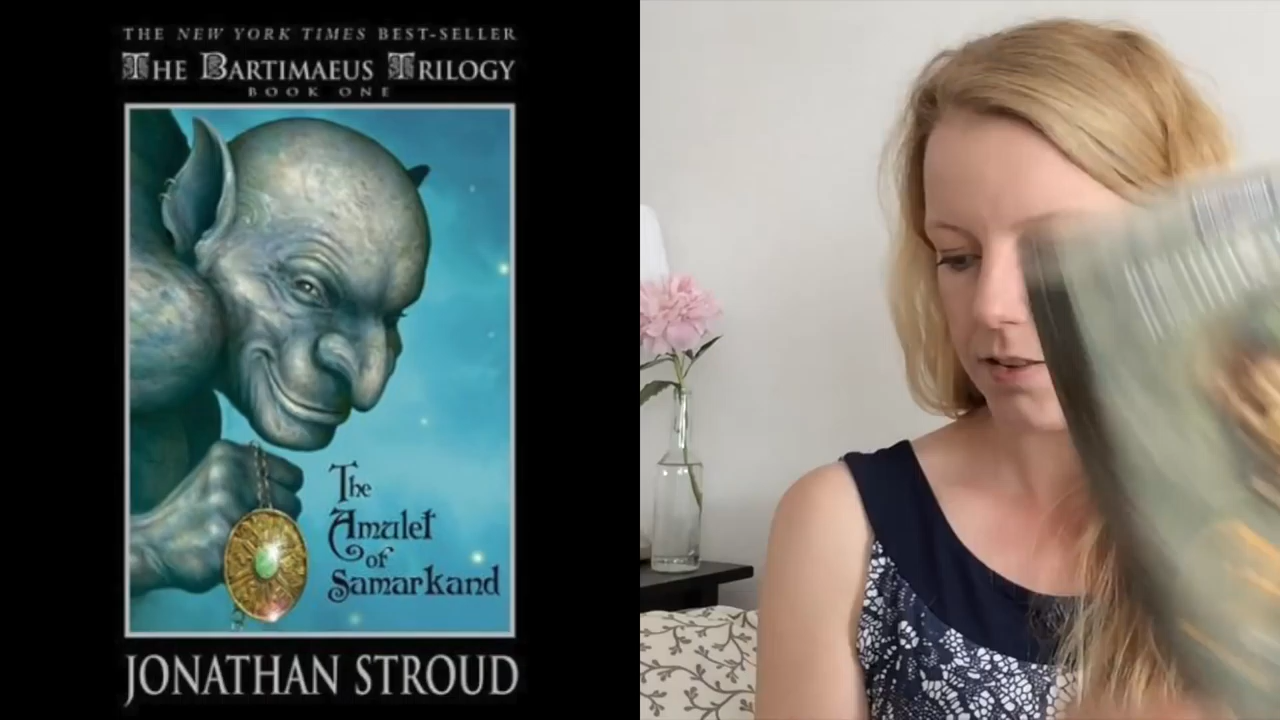 THE NEW YORK TIMES BEST-SELLER
THE BARTIMAEUS TRILOGY
BOOK ONE
The
Amulet
of
Samarkand
JONATHAN STROUD